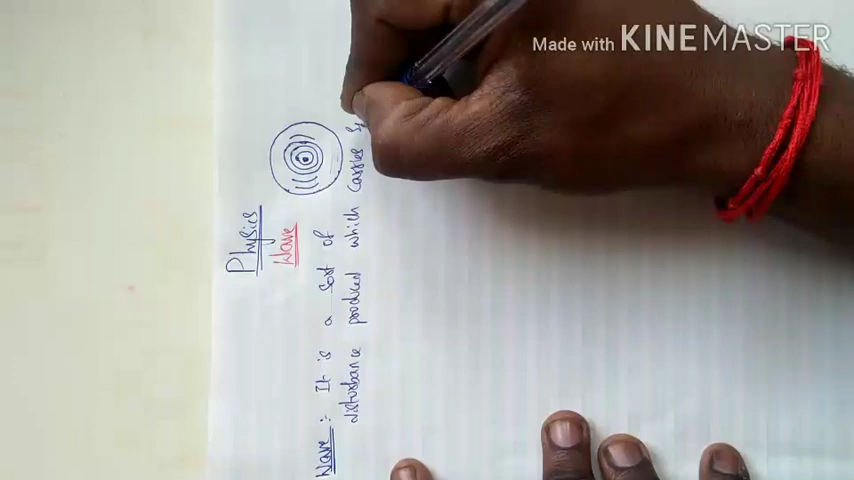 Made with KINEMASTER
Physics
Wave
Wave :- It is a sort of
disturbance produced which carries